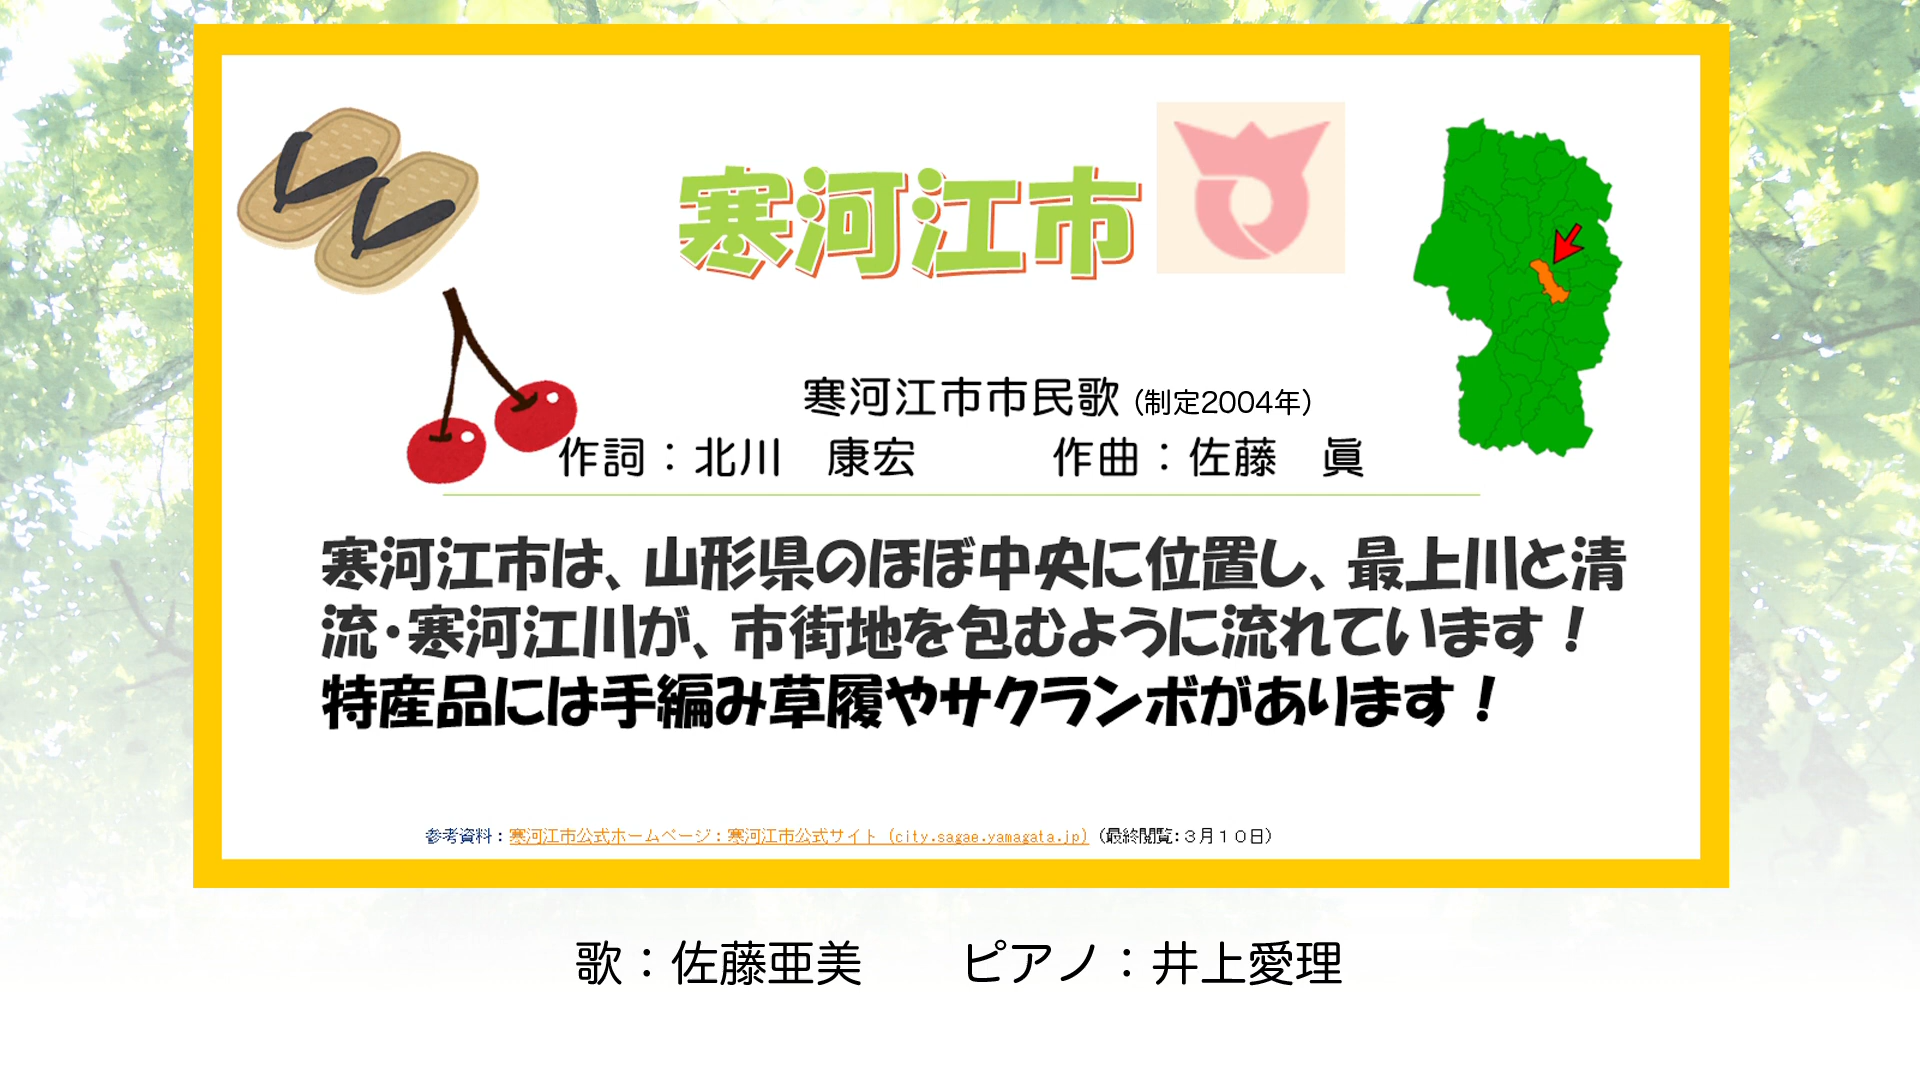 寒河江市
寒河江市市民歌 (制定2004年)
作詞：北川　康宏　　　作曲：佐藤　眞
寒河江市は、山形県のほぼ中央に位置し、最上川と清
流・寒河江川が、市街地を包むように流れています！
特産品には手編み草履やサクランボがあります！
参考資料：寒河江市公式ホームページ：寒河江市公式サイト (city.sagae.yamagata.jp)（最終閲覧:３月１０日）
歌：佐藤亜美　　ピアノ：井上愛理